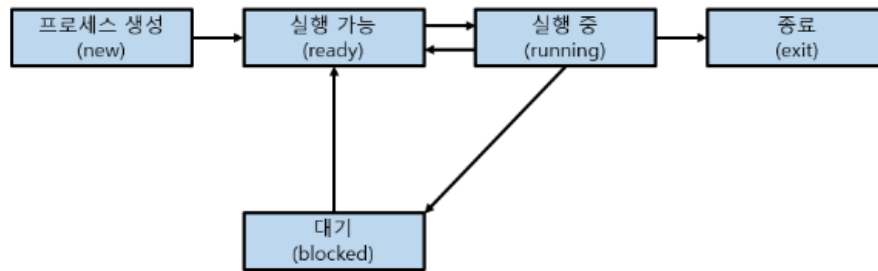 프로세스 생성
(new)
실행 가능
(ready)
실행 중
(running)
종료
(exit)
대기
(blocked)